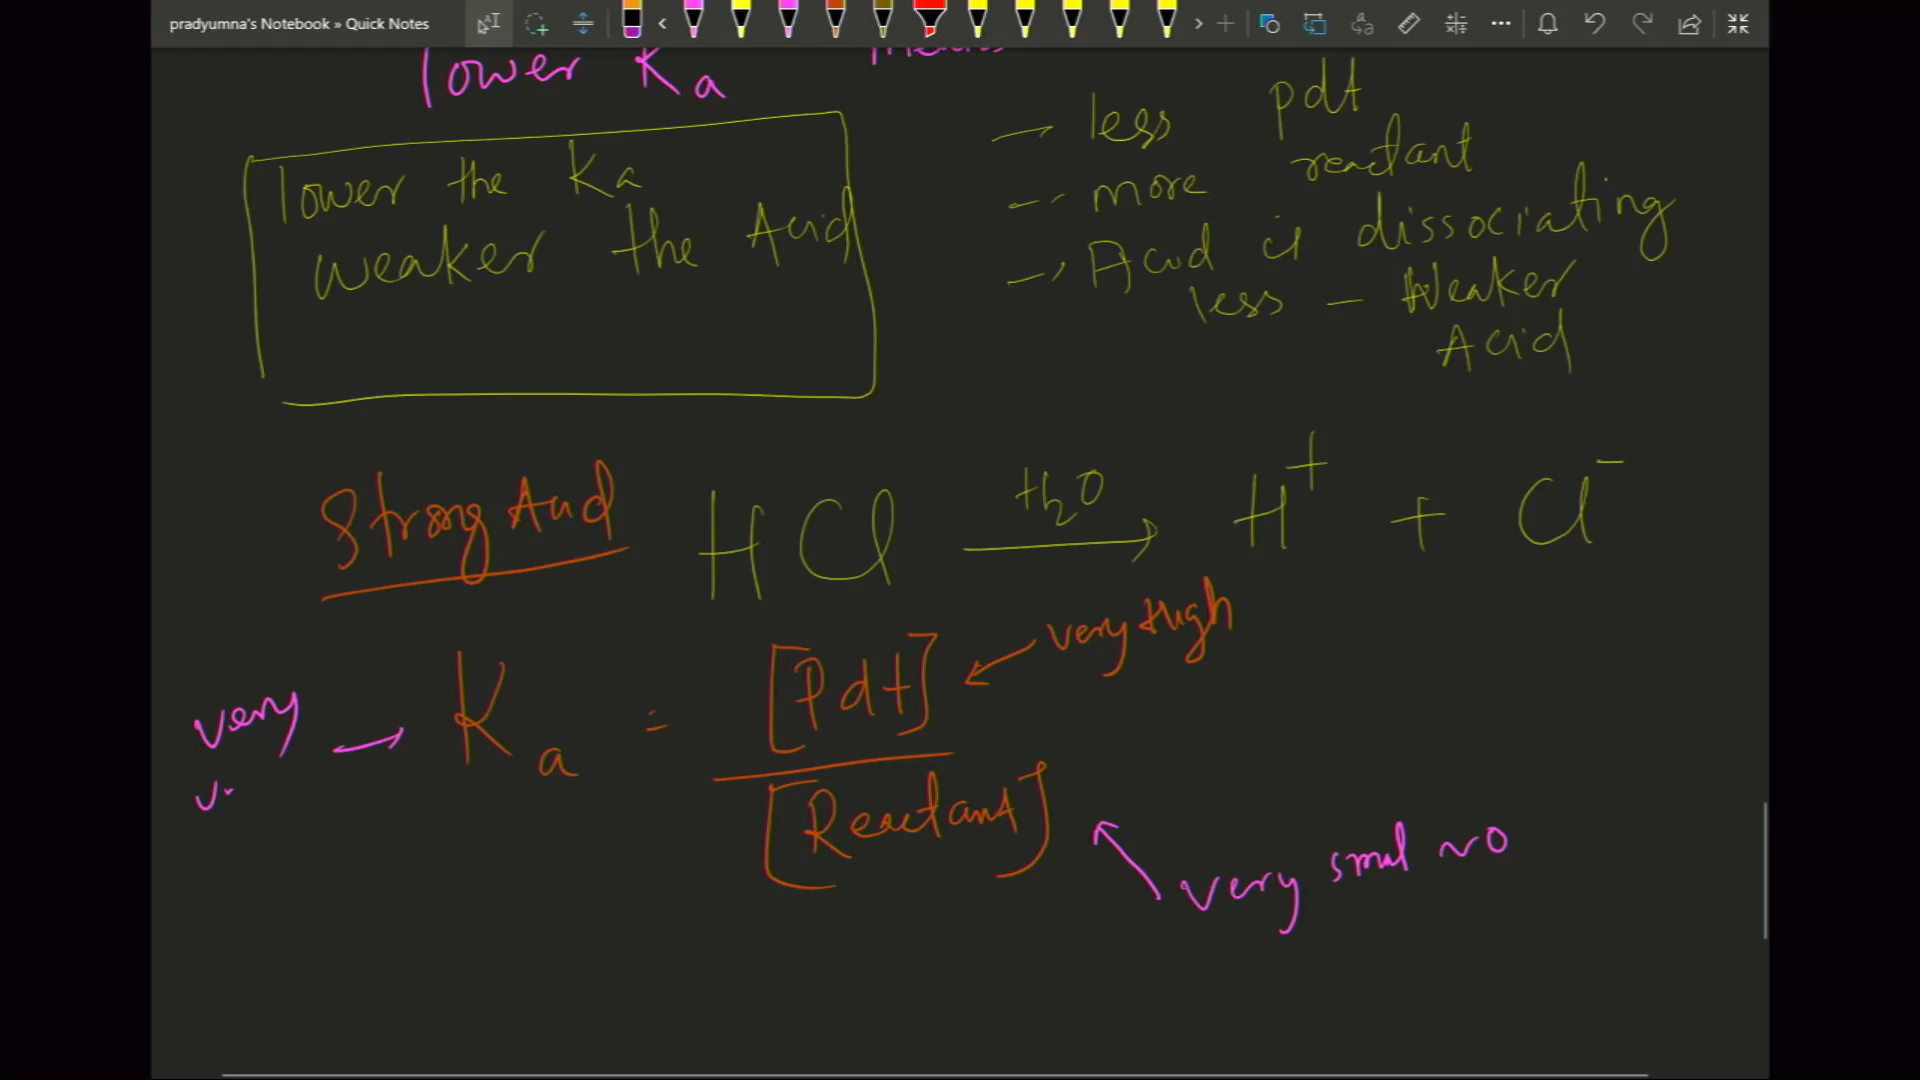 pradyumna's Notebook » Quick Notes
lower Ka
lower the Ka
weaker the Acid
– less pdt
-- more reactant
-- Acid is dissociating
less – Weaker
Acid
Strong Acid HCl H2O → H+ + Cl-
very → Ka = [Pdt] ← very High
[Reactant]
very small no